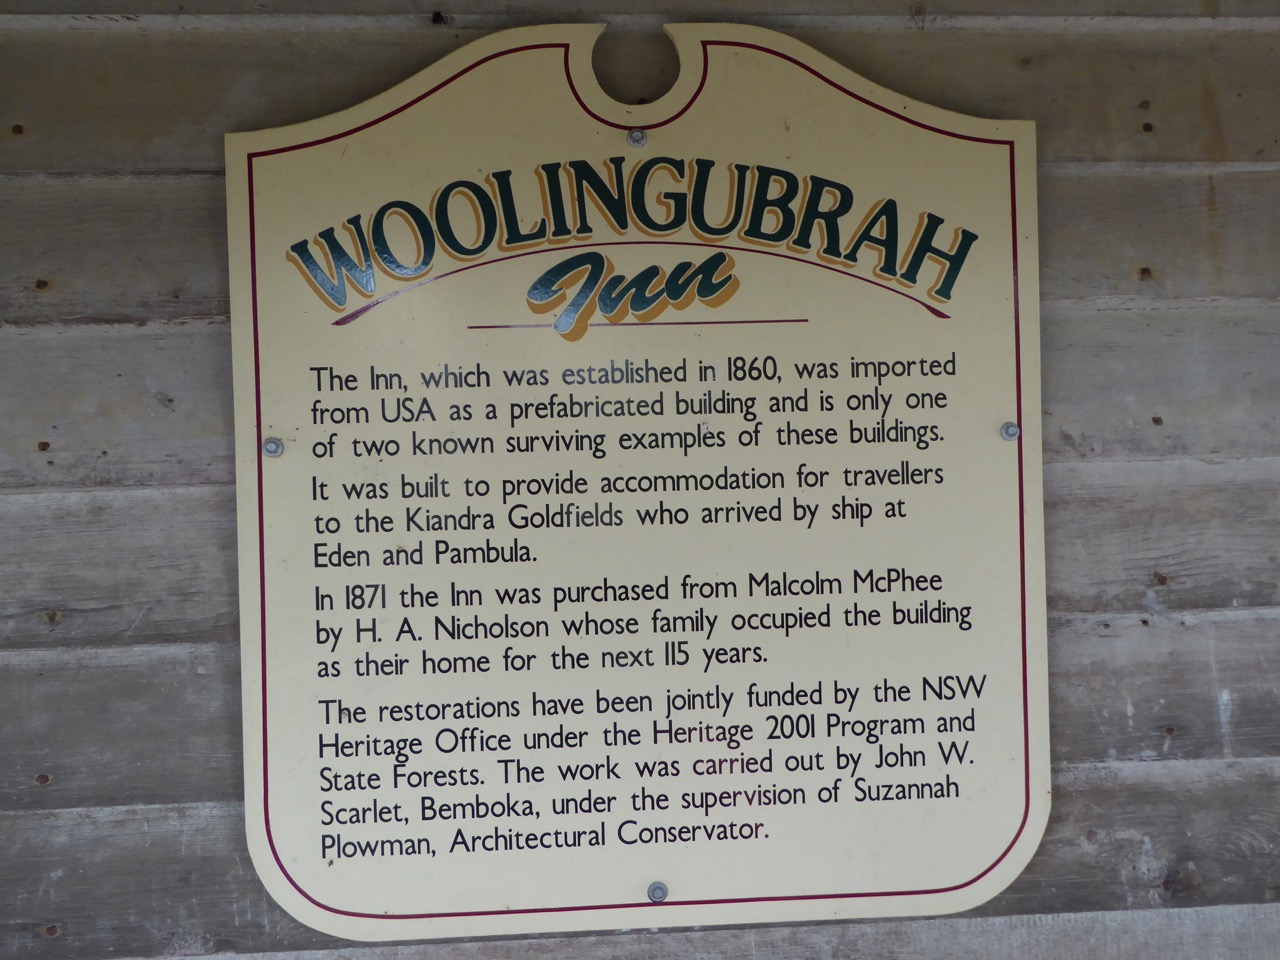 WOOLINGUBRAH
Inn
The Inn, which was established in 1860, was imported
from USA as a prefabricated building and is only one
of two known surviving examples of these buildings.
It was built to provide accommodation for travellers
to the Kiandra Goldfields who arrived by ship at
Eden and Pambula.
In 1871 the Inn was purchased from Malcolm McPhee
by H. A. Nicholson whose family occupied the building
as their home for the next 115 years.
The restorations have been jointly funded by the NSW
Heritage Office under the Heritage 2001 Program and
State Forests. The work was carried out by John W.
Scarlet, Bemboka, under the supervision of Suzannah
Plowman, Architectural Conservator.